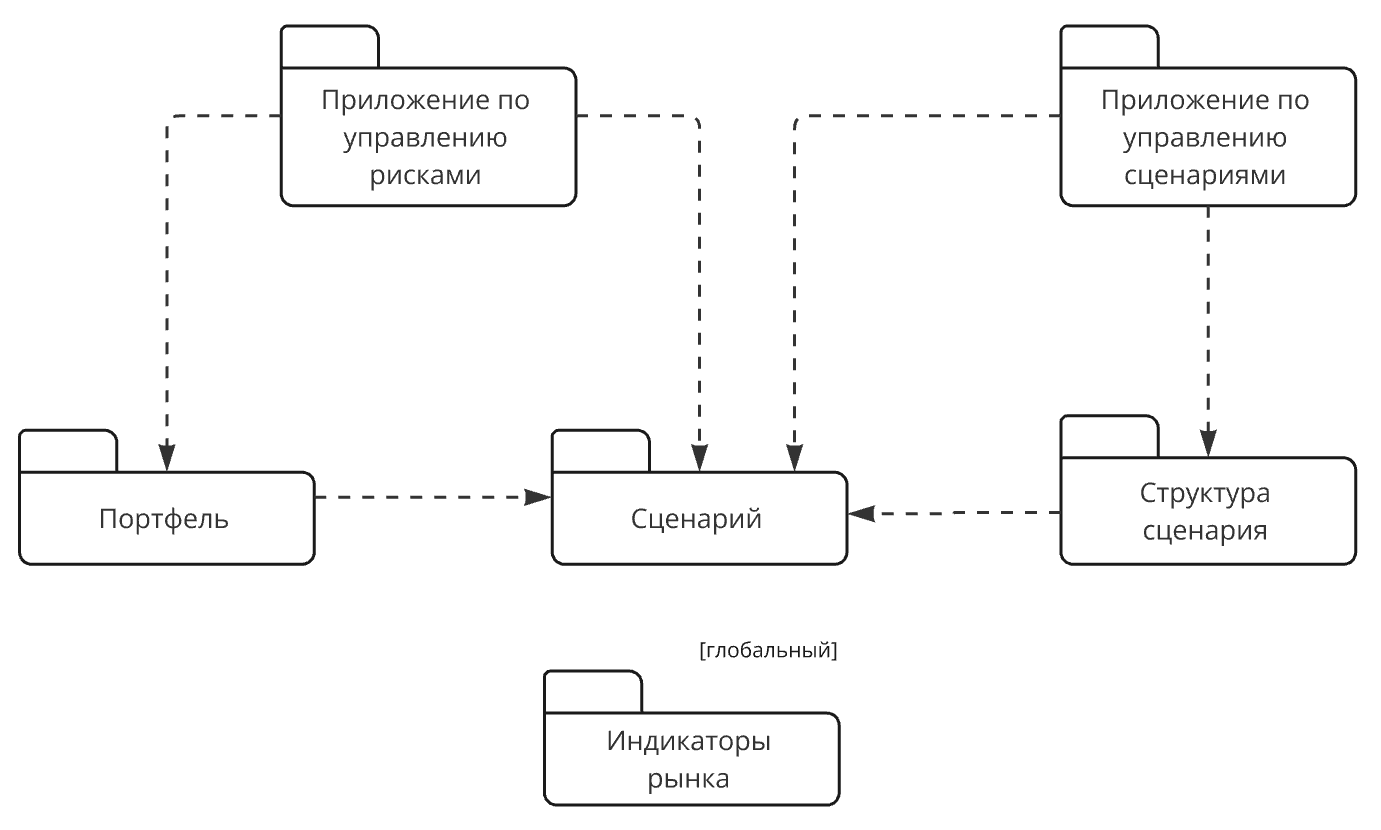 Приложение по
управлению
рисками
Приложение по
управлению
сценариями
Портфель
Сценарий
Структура
сценария
[глобальный]
Индикаторы
рынка